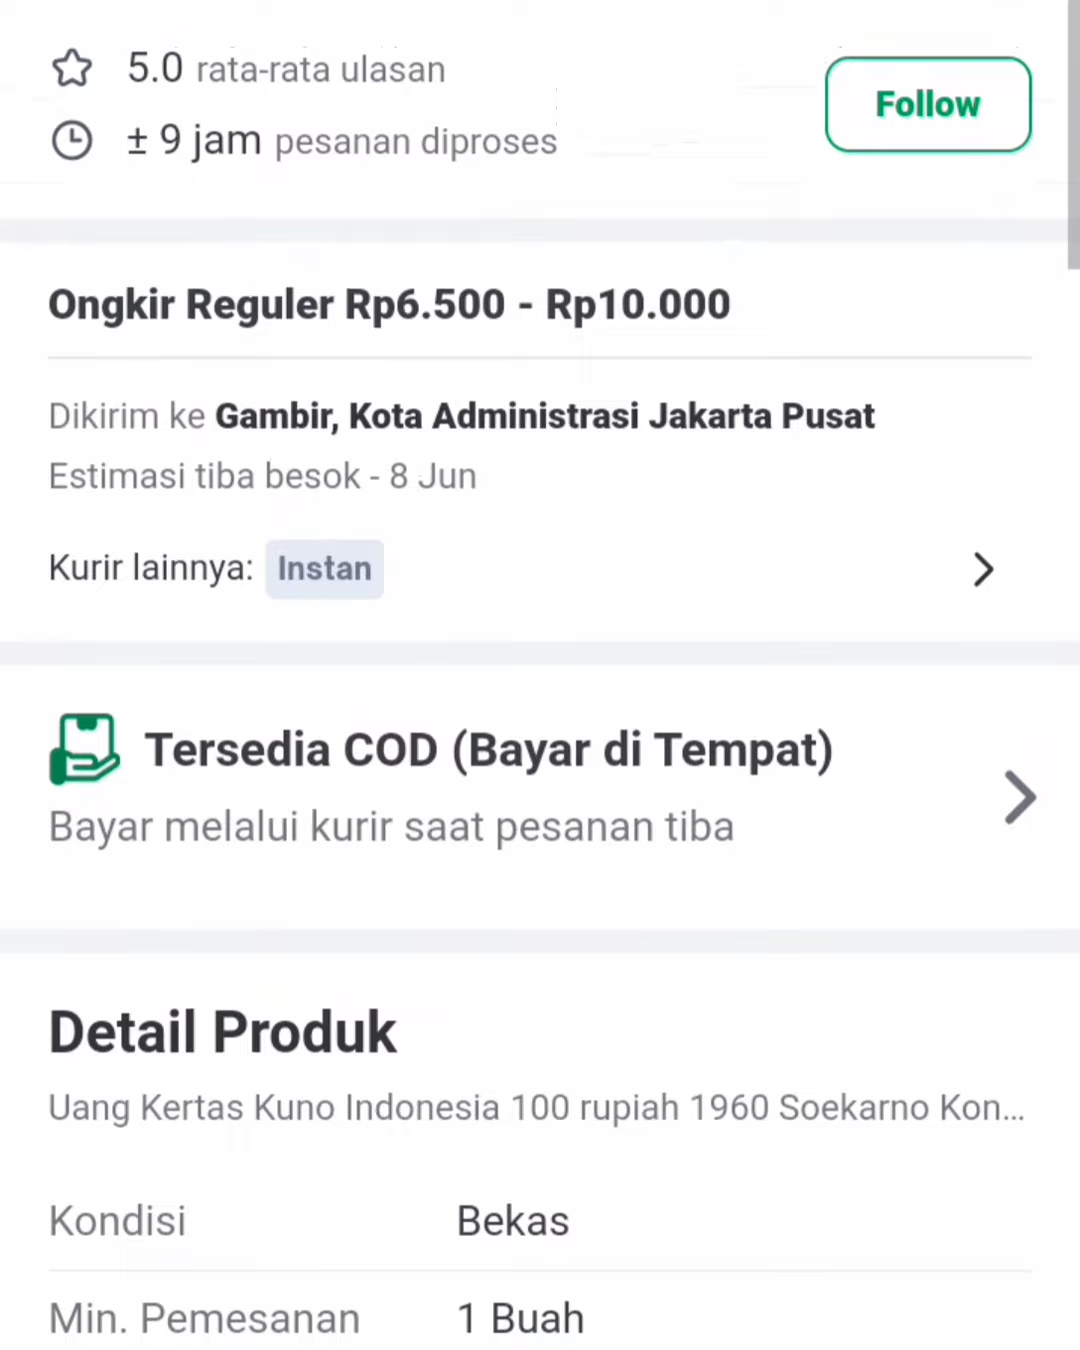 5.0 rata-rata ulasan
± 9 jam pesanan diproses
Follow
Ongkir Reguler Rp6.500 - Rp10.000
Dikirim ke Gambir, Kota Administrasi Jakarta Pusat
Estimasi tiba besok - 8 Jun
Kurir lainnya: Instan
Tersedia COD (Bayar di Tempat)
Bayar melalui kurir saat pesanan tiba
Detail Produk
Uang Kertas Kuno Indonesia 100 rupiah 1960 Soekarno Kon...
Kondisi Bekas
Min. Pemesanan 1 Buah